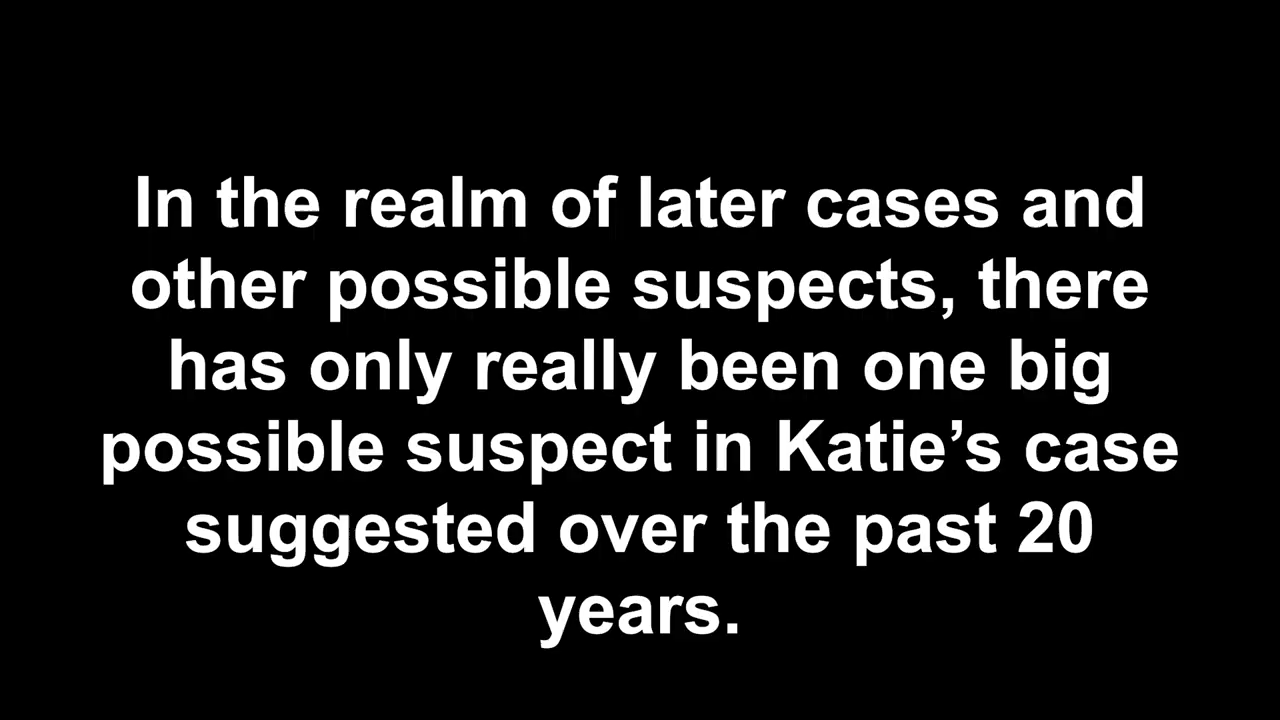 In the realm of later cases and
other possible suspects, there
has only really been one big
possible suspect in Katie’s case
suggested over the past 20
years.